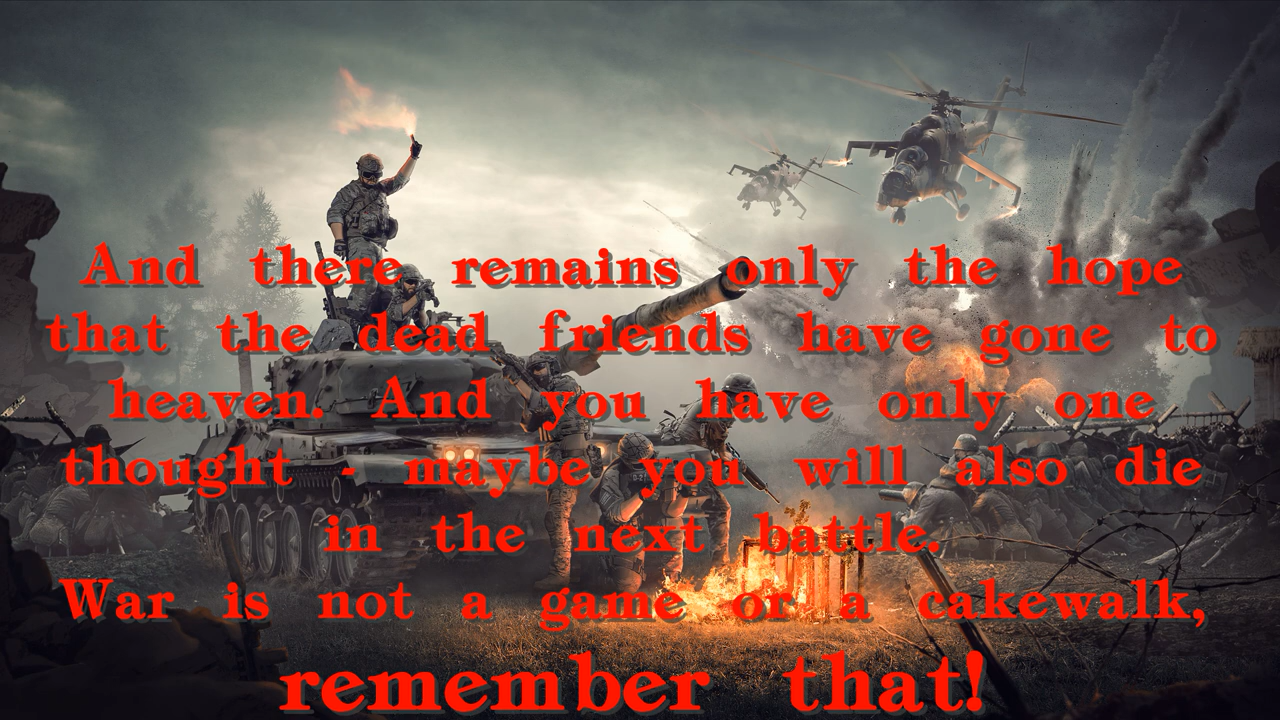 And there remains only the hope
that the dead friends have gone to
heaven. And you have only one
thought - maybe you will also die
in the next battle.
War is not a game or a cakewalk,
remember that!